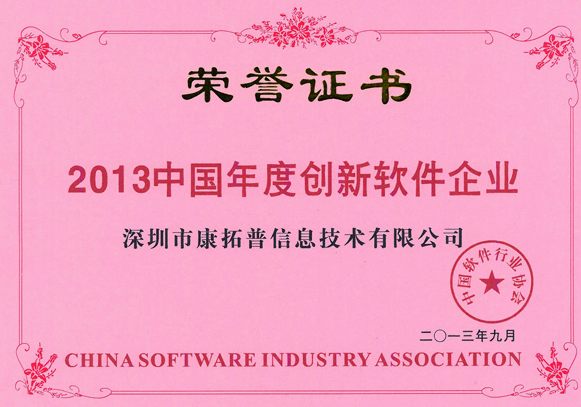 荣誉证书
2013中国年度创新软件企业
深圳市康拓普信息技术有限公司
中国软件行业协会
二〇一三年九月
CHINA SOFTWARE INDUSTRY ASSOCIATION